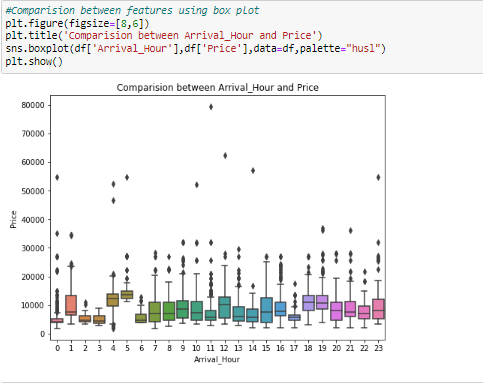 #Comparision between features using box plot
plt.figure(figsize=[8,6])
plt.title('Comparision between Arrival_Hour and Price')
sns.boxplot(df['Arrival_Hour'],df['Price'],data=df,palette="husl")
plt.show()
Comparision between Arrival_Hour and Price
80000
70000
60000
50000
40000
30000
20000
10000
0
Price
0 1 2 3 4 5 6 7 8 9 10 11 12 13 14 15 16 17 18 19 20 21 22 23
Arrival_Hour